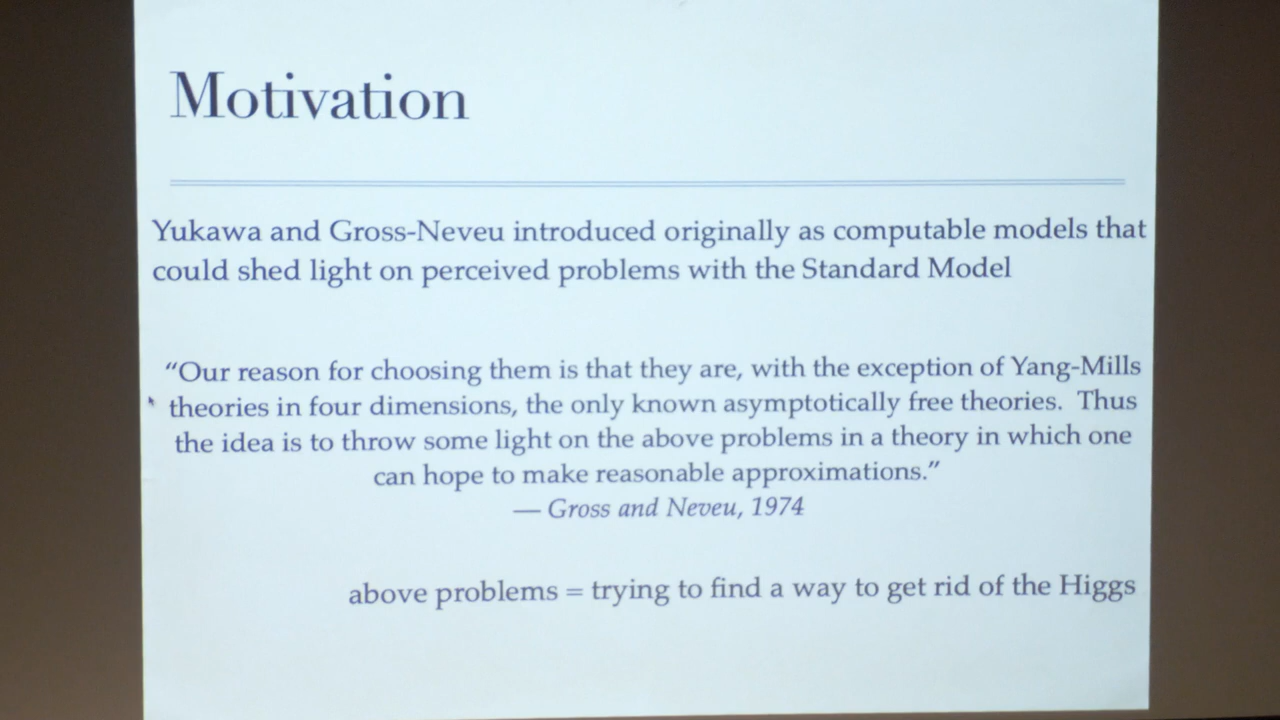 Motivation
Yukawa and Gross-Neveu introduced originally as computable models that
could shed light on perceived problems with the Standard Model
“Our reason for choosing them is that they are, with the exception of Yang-Mills
theories in four dimensions, the only known asymptotically free theories. Thus
the idea is to throw some light on the above problems in a theory in which one
can hope to make reasonable approximations.”
— Gross and Neveu, 1974
above problems = trying to find a way to get rid of the Higgs